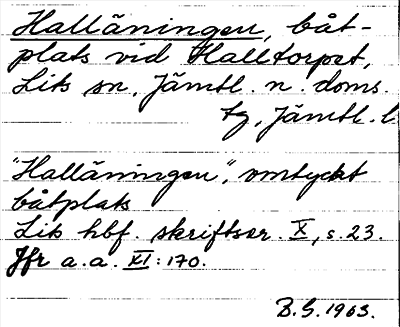 Halläningen, båt-
plats vid Halltorpet,
Lits sn, Jämtl. n. doms.
tg, Jämtl. l
"Halläningen", omtyckt
båtplats
Lits hbf. skriftser X, s. 23.
Jfr a.a. XI: 170.
B.G. 1963.